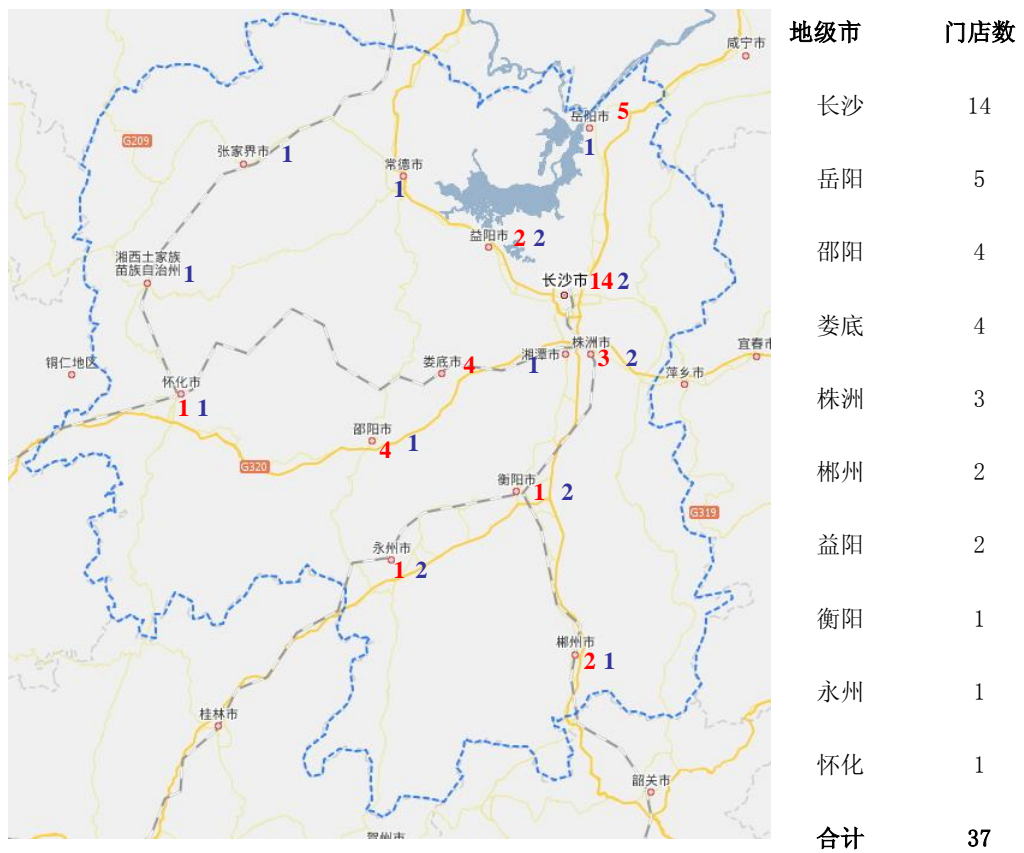 咸宁市
岳阳市 5
1
G209
张家界市 1
常德市
1
益阳市 2 2
湘西土家族
苗族自治州 1
长沙市 14 2
铜仁地区
娄底市 4
湘潭市
1
株洲市
3 2
宜春市
萍乡市
怀化市
1 1
邵阳市
4 1
G320
衡阳市
1 2
G319
永州市
1 2
郴州市
2 1
桂林市
韶关市
贺州市
地级市 门店数
长沙 14
岳阳 5
邵阳 4
娄底 4
株洲 3
郴州 2
益阳 2
衡阳 1
永州 1
怀化 1
合计 37